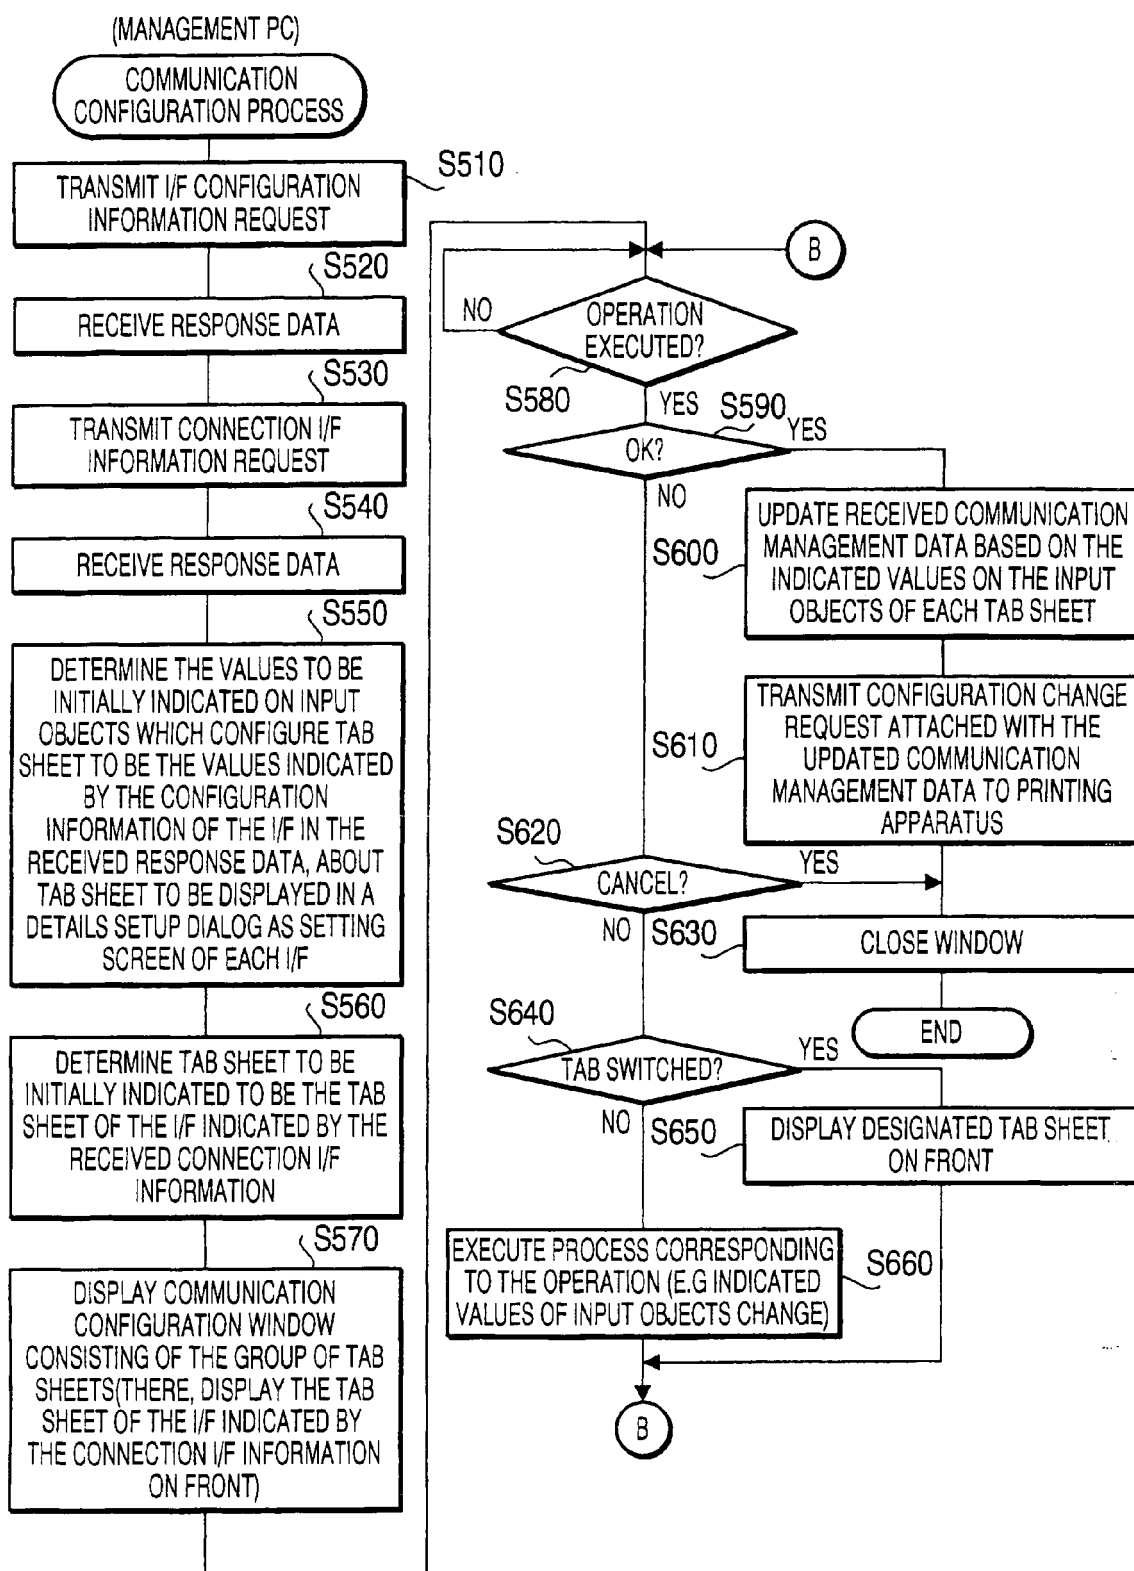 (MANAGEMENT PC)
COMMUNICATION
CONFIGURATION PROCESS
S510
TRANSMIT I/F CONFIGURATION
INFORMATION REQUEST
S520
RECEIVE RESPONSE DATA
S530
TRANSMIT CONNECTION I/F
INFORMATION REQUEST
S540
RECEIVE RESPONSE DATA
S550
DETERMINE THE VALUES TO BE
INITIALLY INDICATED ON INPUT
OBJECTS WHICH CONFIGURE TAB
SHEET TO BE THE VALUES INDICATED
BY THE CONFIGURATION
INFORMATION OF THE I/F IN THE
RECEIVED RESPONSE DATA, ABOUT
TAB SHEET TO BE DISPLAYED IN A
DETAILS SETUP DIALOG AS SETTING
SCREEN OF EACH I/F
S560
DETERMINE TAB SHEET TO BE
INITIALLY INDICATED TO BE THE TAB
SHEET OF THE I/F INDICATED BY THE
RECEIVED CONNECTION I/F
INFORMATION
S570
DISPLAY COMMUNICATION
CONFIGURATION WINDOW
CONSISTING OF THE GROUP OF TAB
SHEETS(THERE, DISPLAY THE TAB
SHEET OF THE I/F INDICATED BY
THE CONNECTION I/F INFORMATION
ON FRONT)
B
NO
OPERATION
EXECUTED?
S580
YES
S590
OK?
YES
NO
S600
UPDATE RECEIVED COMMUNICATION
MANAGEMENT DATA BASED ON THE
INDICATED VALUES ON THE INPUT
OBJECTS OF EACH TAB SHEET
S610
TRANSMIT CONFIGURATION CHANGE
REQUEST ATTACHED WITH THE
UPDATED COMMUNICATION
MANAGEMENT DATA TO PRINTING
APPARATUS
S620
CANCEL?
YES
NO
S630
CLOSE WINDOW
END
S640
TAB SWITCHED?
YES
NO
S650
DISPLAY DESIGNATED TAB SHEET
ON FRONT
EXECUTE PROCESS CORRESPONDING
TO THE OPERATION (E.G INDICATED
VALUES OF INPUT OBJECTS CHANGE)
S660
B